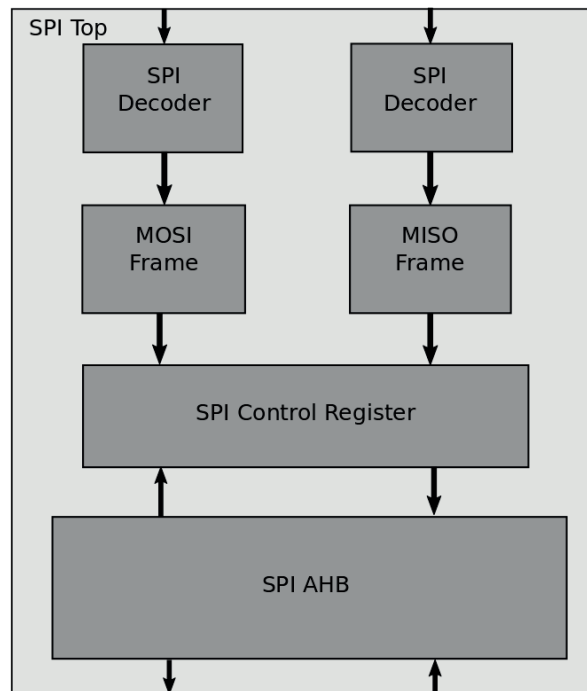 SPI Top
SPI
Decoder
SPI
Decoder
MOSI
Frame
MISO
Frame
SPI Control Register
SPI AHB